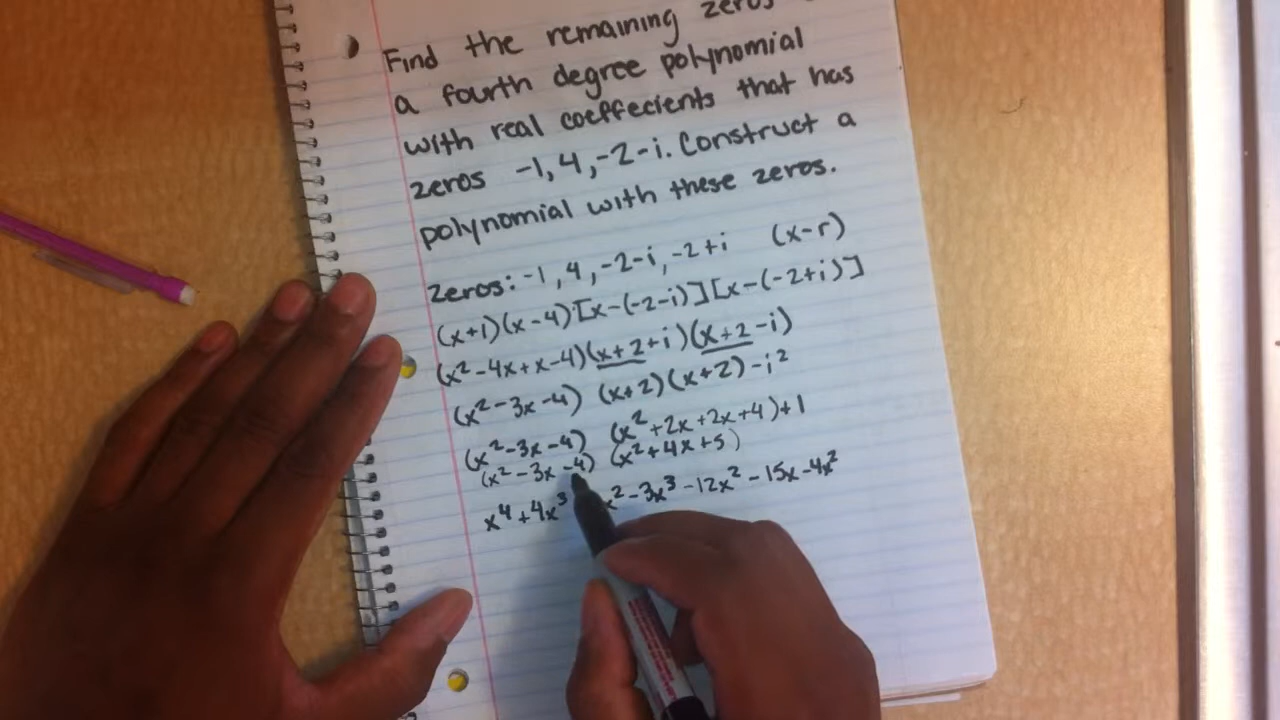 Find the remaining zeros
a fourth degree polynomial
with real coeffecients that has
zeros -1, 4, -2-i. Construct a
polynomial with these zeros.
zeros: -1, 4, -2-i, -2+i (x-r)
(x+1)(x-4)[x-(-2-i)][x-(-2+i)]
(x²-4x+x-4)(x+2+i)(x+2-i)
(x²-3x-4) (x+2)(x+2)-i²
(x²-3x-4) (x²+2x+2x+4)+1
(x²-3x-4) (x²+4x+5)
x⁴+4x³ x²-3x³-12x²-15x-4x²